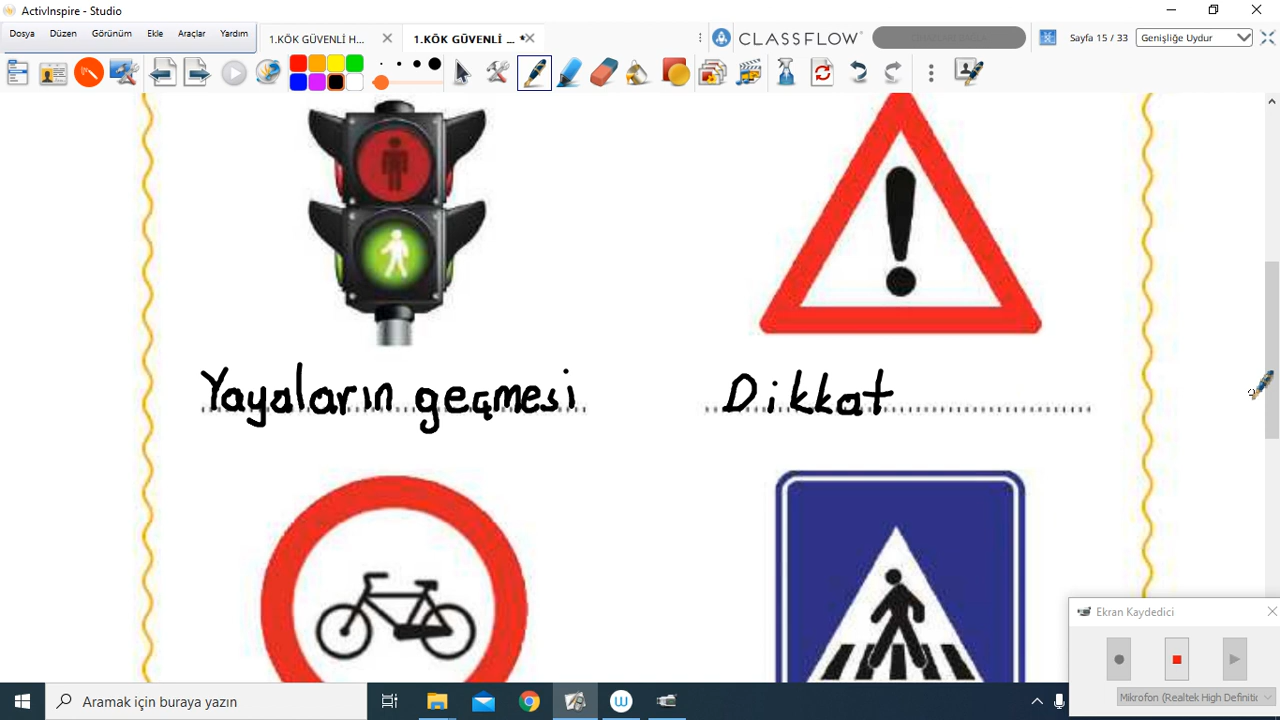 ActivInspire - Studio
Dosya Düzen Görünüm Ekle Araçlar Yardım
1.KÖK GÜVENLİ H...
1.KÖK GÜVENLİ ... *
CLASSFLOW
Sayfa 15 / 33
Genişliğe Uydur
Yayaların geçmesi
Dikkat
Ekran Kaydedici
Mikrofon (Realtek High Definitio
Aramak için buraya yazın